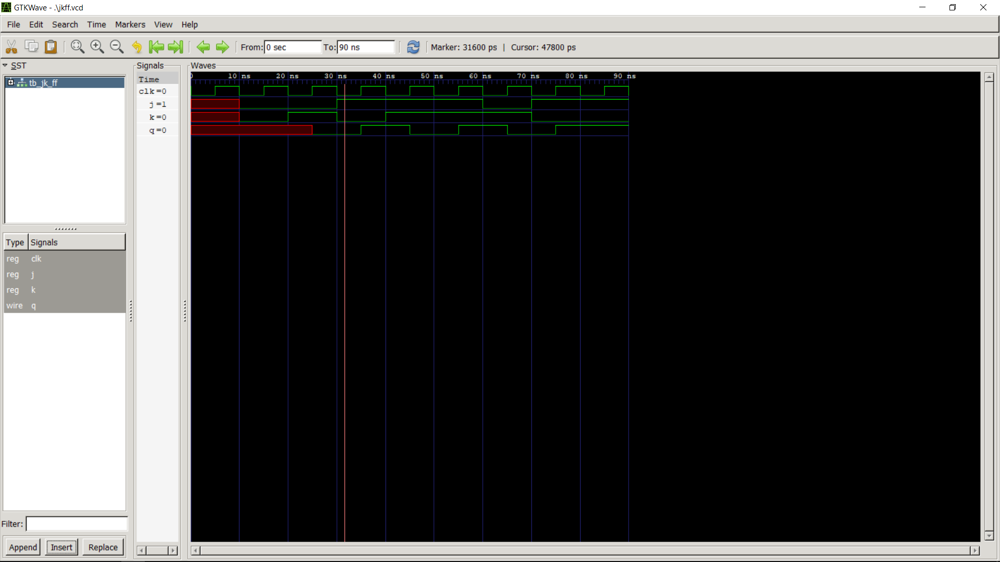 GTKWave - .\jkff.vcd
File Edit Search Time Markers View Help
From: 0 sec To: 90 ns Marker: 31600 ps | Cursor: 47800 ps
SST
tb_jk_ff
Type Signals
reg clk
reg j
reg k
wire q
Filter:
Append Insert Replace
Signals
Time
clk=0
j=1
k=0
q=0
Waves
0 10 ns 20 ns 30 ns 40 ns 50 ns 60 ns 70 ns 80 ns 90 ns